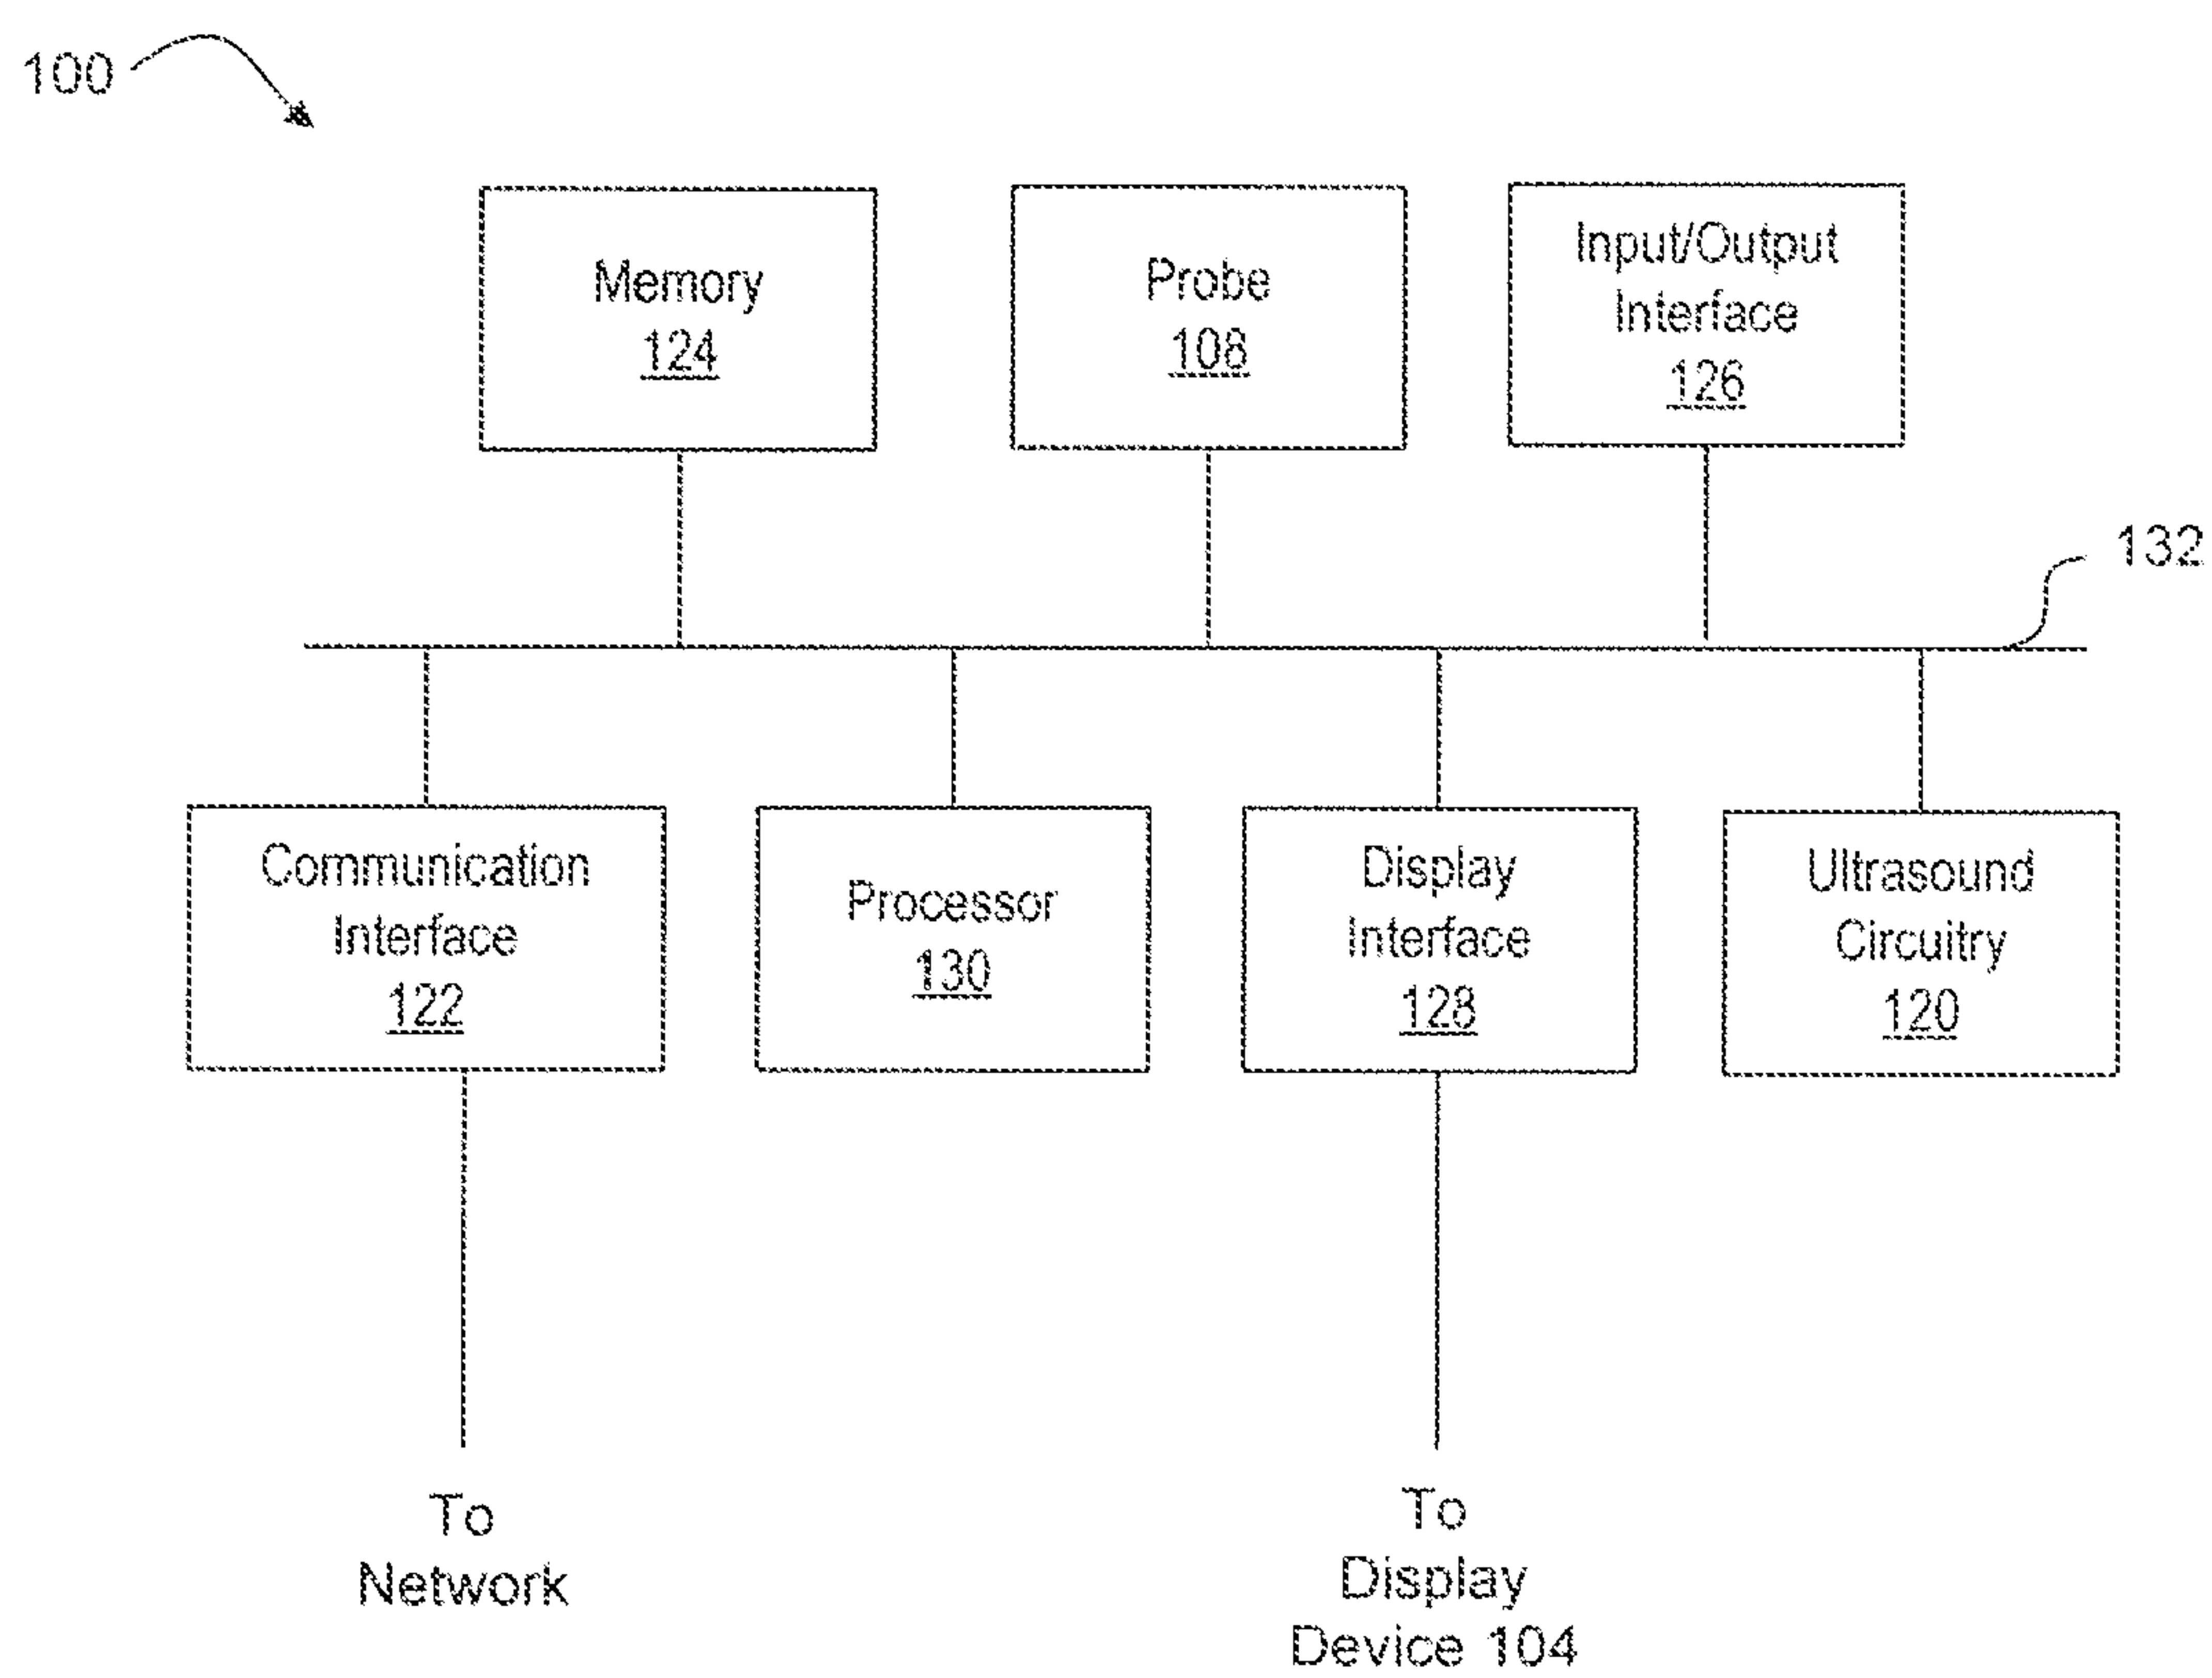 100
Memory
124
Probe
108
Input/Output
Interface
126
132
Communication
Interface
122
Processor
130
Display
Interface
128
Ultrasound
Circuitry
120
To
Network
To
Display
Device 104